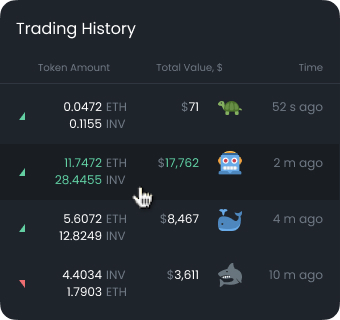 Trading History
Token Amount Total Value, $ Time
0.0472 ETH
$71 52 s ago
0.1155 INV
11.7472 ETH
$17,762 2 m ago
28.4455 INV
5.6072 ETH
$8,467 4 m ago
12.8249 INV
4.4034 INV
$3,611 10 m ago
1.7903 ETH